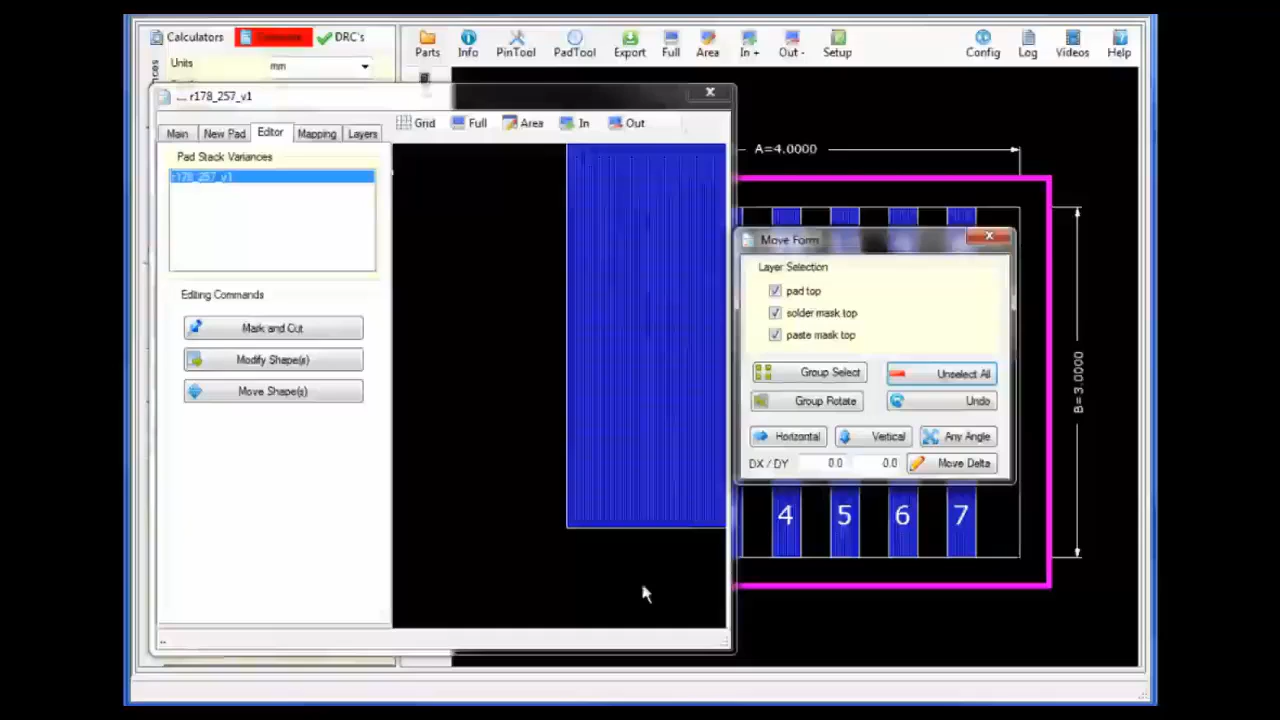 Calculators
DRC's
Parts Info PinTool PadTool Export Full Area In + Out - Setup Config Log Videos Help
Units mm
... r178_257_v1
Main New Pad Editor Mapping Layers
Grid Full Area In Out
Pad Stack Variances
r178_257_v1
Editing Commands
Mark and Cut
Modify Shape(s)
Move Shape(s)
A=4.0000
B=3.0000
Move Form
Layer Selection
pad top
solder mask top
paste mask top
Group Select Unselect All
Group Rotate Undo
Horizontal Vertical Any Angle
DX / DY 0.0 0.0 Move Delta
4 5 6 7
..